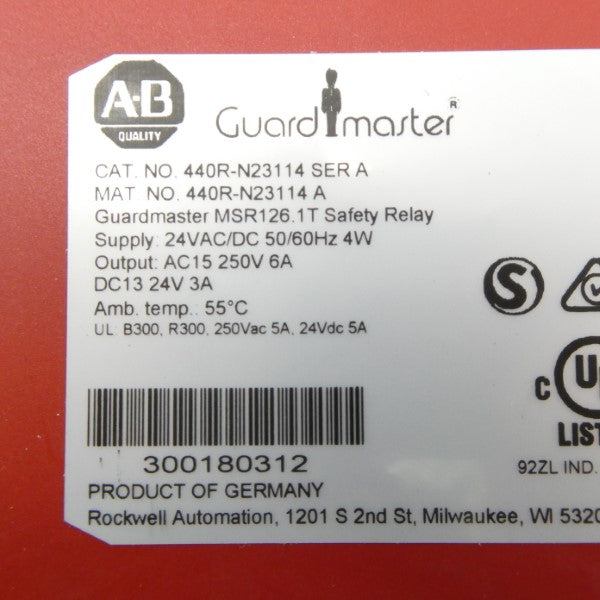 A-B
QUALITY
Guardmaster ®
CAT. NO. 440R-N23114 SER A
MAT. NO. 440R-N23114 A
Guardmaster MSR126.1T Safety Relay
Supply: 24VAC/DC 50/60Hz 4W
Output: AC15 250V 6A
DC13 24V 3A
Amb. temp.: 55°C
UL: B300, R300, 250Vac 5A, 24Vdc 5A
S
C U
LIST
92ZL IND.
300180312
PRODUCT OF GERMANY
Rockwell Automation, 1201 S 2nd St, Milwaukee, WI 5320